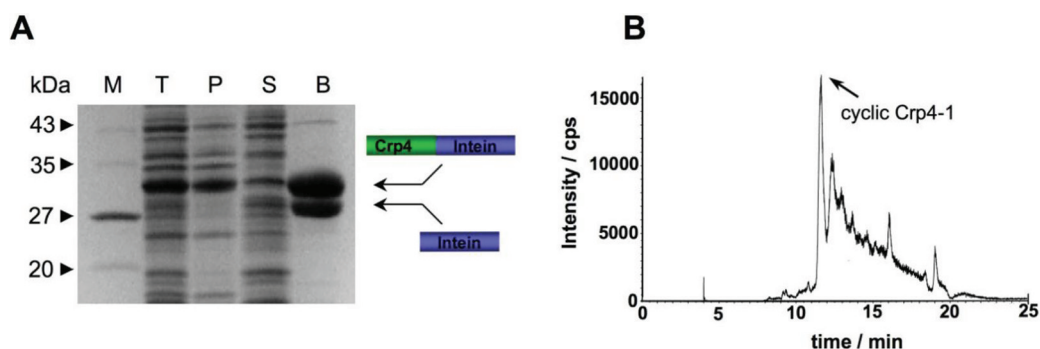 A
kDa M T P S B
43
35
27
20
Crp4 Intein
Intein
B
15000
10000
5000
0
Intensity / cps
cyclic Crp4-1
0 5 10 15 20 25
time / min